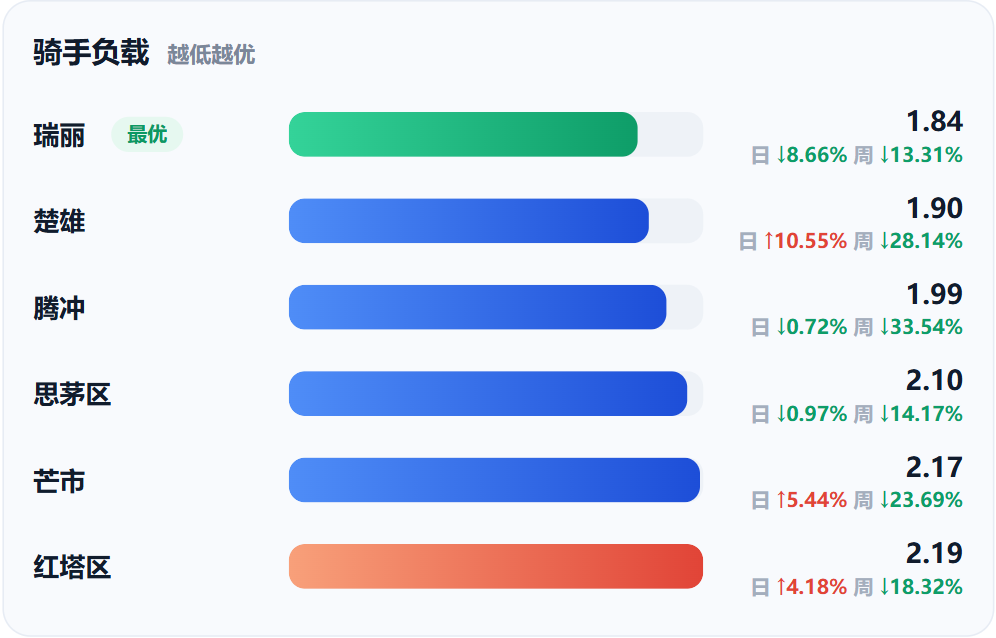 骑手负载 越低越优
瑞丽 最优 1.84
日 ↓8.66% 周 ↓13.31%
楚雄 1.90
日 ↑10.55% 周 ↓28.14%
腾冲 1.99
日 ↓0.72% 周 ↓33.54%
思茅区 2.10
日 ↓0.97% 周 ↓14.17%
芒市 2.17
日 ↑5.44% 周 ↓23.69%
红塔区 2.19
日 ↑4.18% 周 ↓18.32%